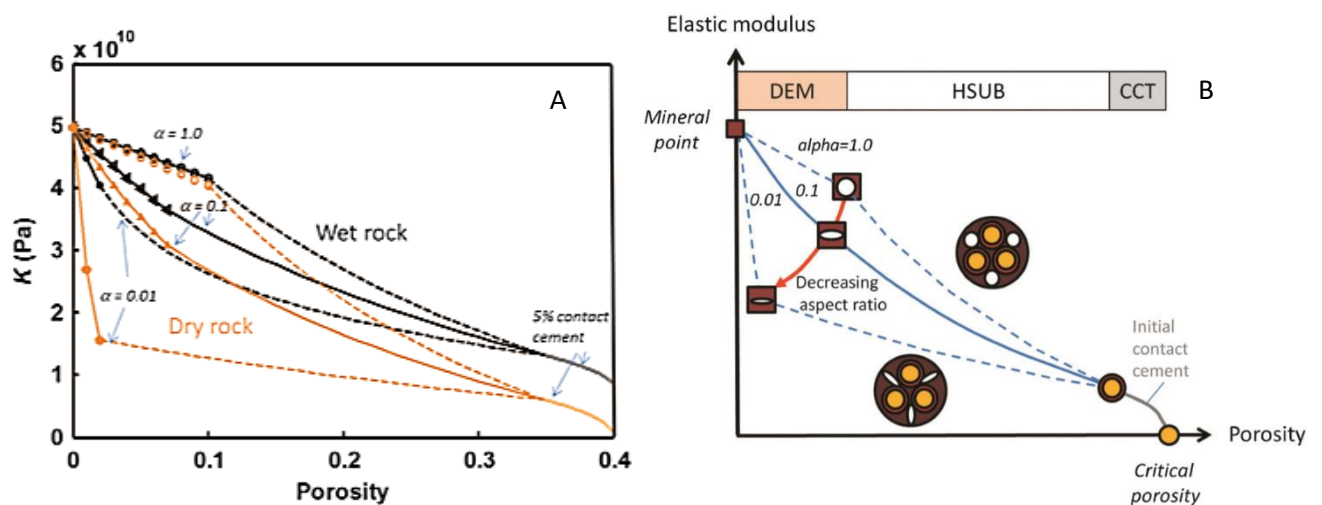 x 10^10
6
5
4
3
2
1
0
K (Pa)
0
0.1
0.2
0.3
0.4
Porosity
A
α = 1.0
α = 0.1
Wet rock
α = 0.01
Dry rock
5% contact
cement
Elastic modulus
DEM
HSUB
CCT
B
Mineral
point
alpha=1.0
0.1
0.01
Decreasing
aspect ratio
Initial
contact
cement
Porosity
Critical
porosity